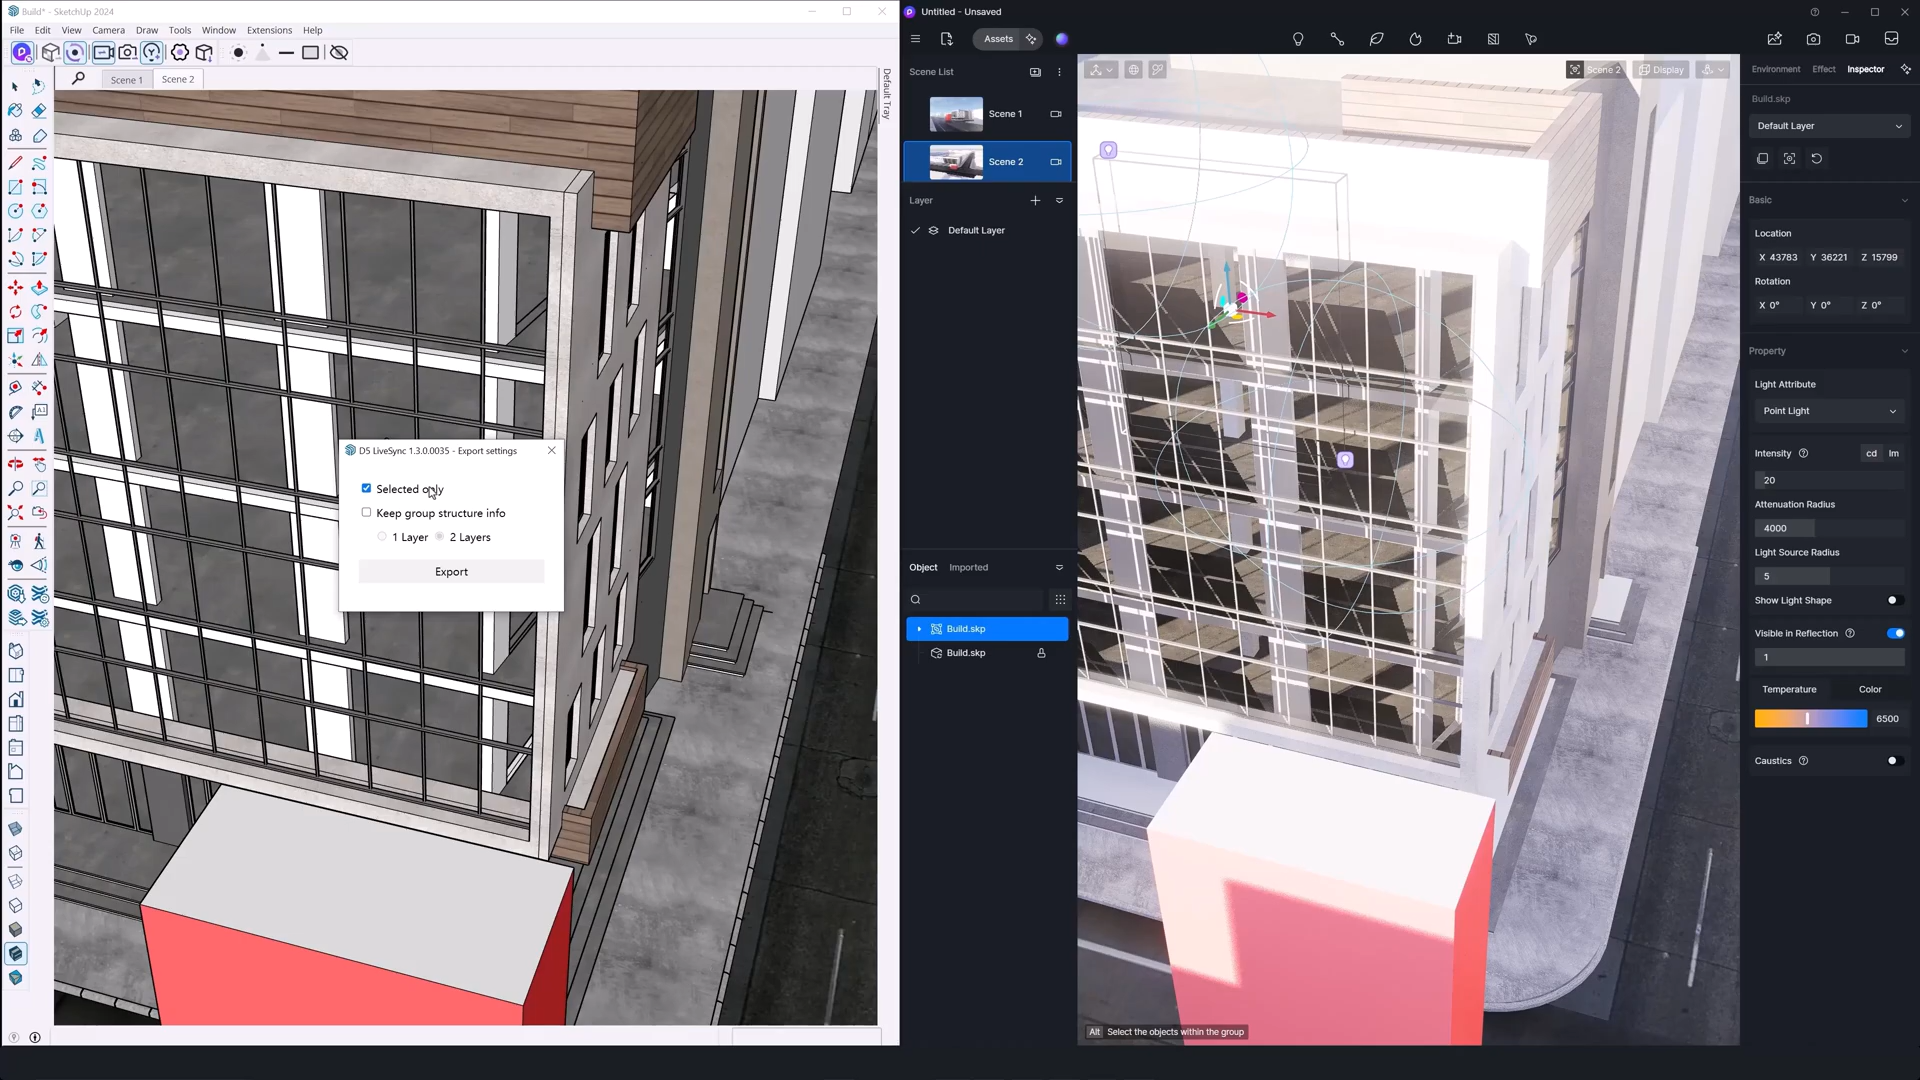 Build* - SketchUp 2024
File Edit View Camera Draw Tools Window Extensions Help
Scene 1 Scene 2
Default Tray
D5 LiveSync 1.3.0.0035 - Export settings
Selected only
Keep group structure info
1 Layer 2 Layers
Export
Untitled - Unsaved
Assets
Scene List
Scene 1
Scene 2
Layer
Default Layer
Object Imported
Build.skp
Build.skp
Scene 2 Display
Alt Select the objects within the group
Environment Effect Inspector
Build.skp
Default Layer
Basic
Location
X 43783 Y 36221 Z 15799
Rotation
X 0° Y 0° Z 0°
Property
Light Attribute
Point Light
Intensity cd lm
20
Attenuation Radius
4000
Light Source Radius
5
Show Light Shape
Visible in Reflection
1
Temperature Color
6500
Caustics